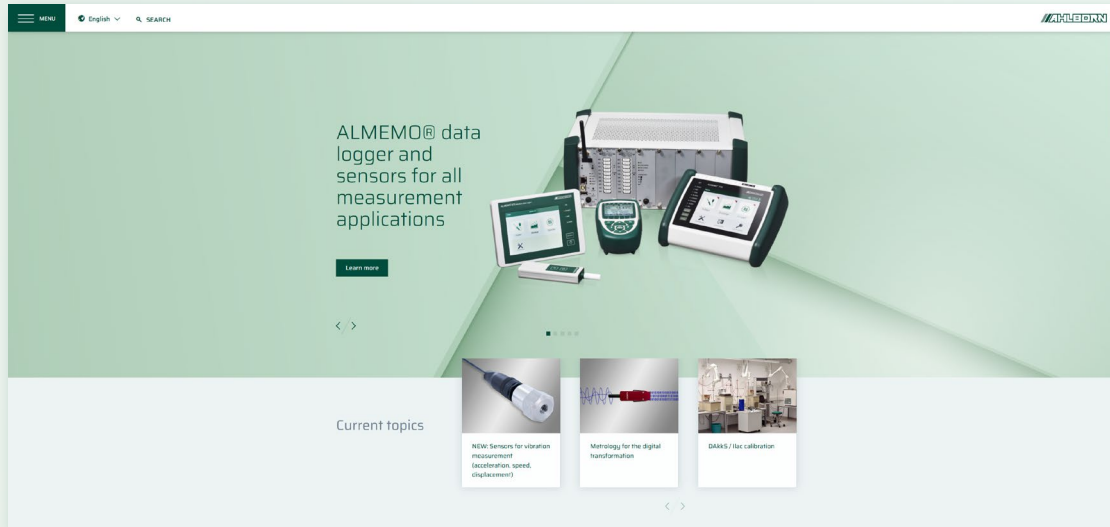 MENU
English
SEARCH
AHLBORN
ALMEMO® data
logger and
sensors for all
measurement
applications
Learn more
Current topics
NEW: Sensors for vibration
measurement
(acceleration, speed,
displacement)
Metrology for the digital
transformation
DAkkS / Ilac calibration